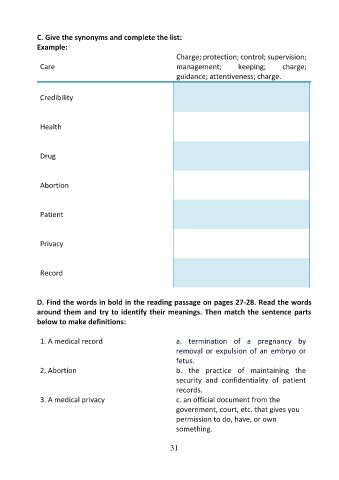 C. Give the synonyms and complete the list:
Example:
Charge; protection; control; supervision;
Care management; keeping; charge;
guidance; attentiveness; charge.
Credibility
Health
Drug
Abortion
Patient
Privacy
Record
D. Find the words in bold in the reading passage on pages 27-28. Read the words
around them and try to identify their meanings. Then match the sentence parts
below to make definitions:
1. A medical record a. termination of a pregnancy by
removal or expulsion of an embryo or
fetus.
2. Abortion b. the practice of maintaining the
security and confidentiality of patient
records.
3. A medical privacy c. an official document from the
government, court, etc. that gives you
permission to do, have, or own
something.
31